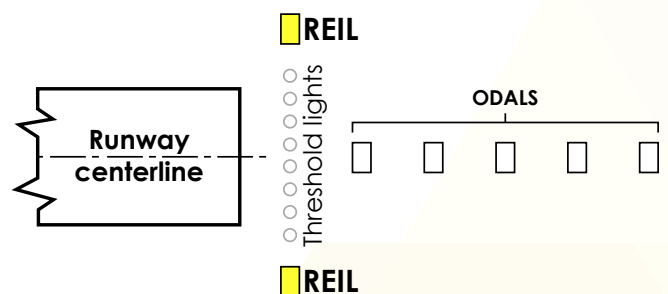 REIL
ODALS
Threshold lights
Runway
centerline
REIL